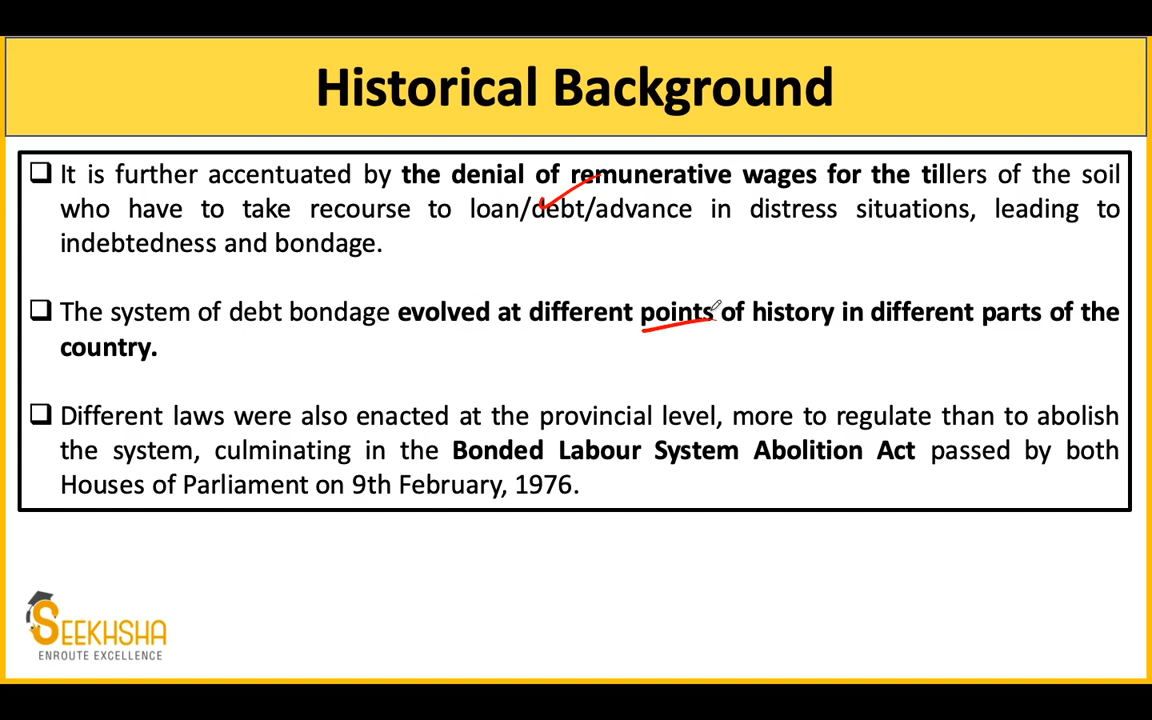 Historical Background
It is further accentuated by the denial of remunerative wages for the tillers of the soil
who have to take recourse to loan/debt/advance in distress situations, leading to
indebtedness and bondage.
The system of debt bondage evolved at different points of history in different parts of the
country.
Different laws were also enacted at the provincial level, more to regulate than to abolish
the system, culminating in the Bonded Labour System Abolition Act passed by both
Houses of Parliament on 9th February, 1976.
SEEKHSHA
ENROUTE EXCELLENCE